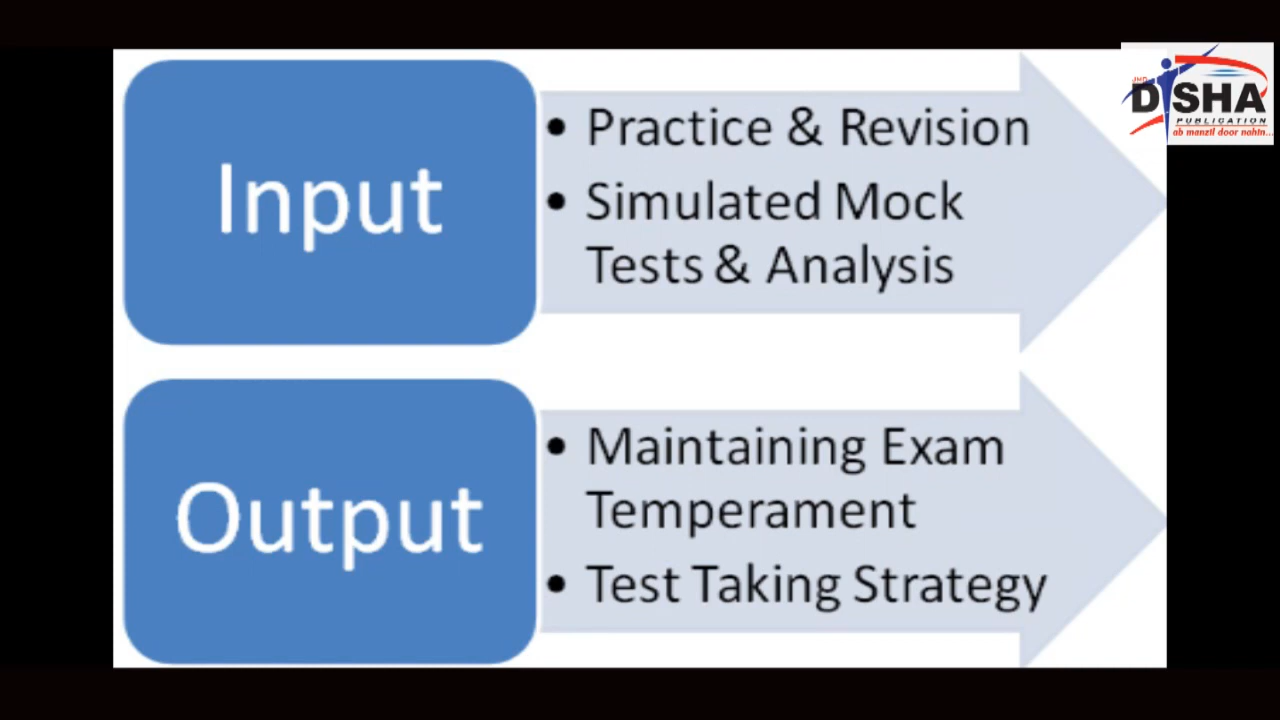 Input
• Practice & Revision
• Simulated Mock
Tests & Analysis
Output
• Maintaining Exam
Temperament
• Test Taking Strategy
JMD
DISHA
PUBLICATION
ab manzil door nahin...